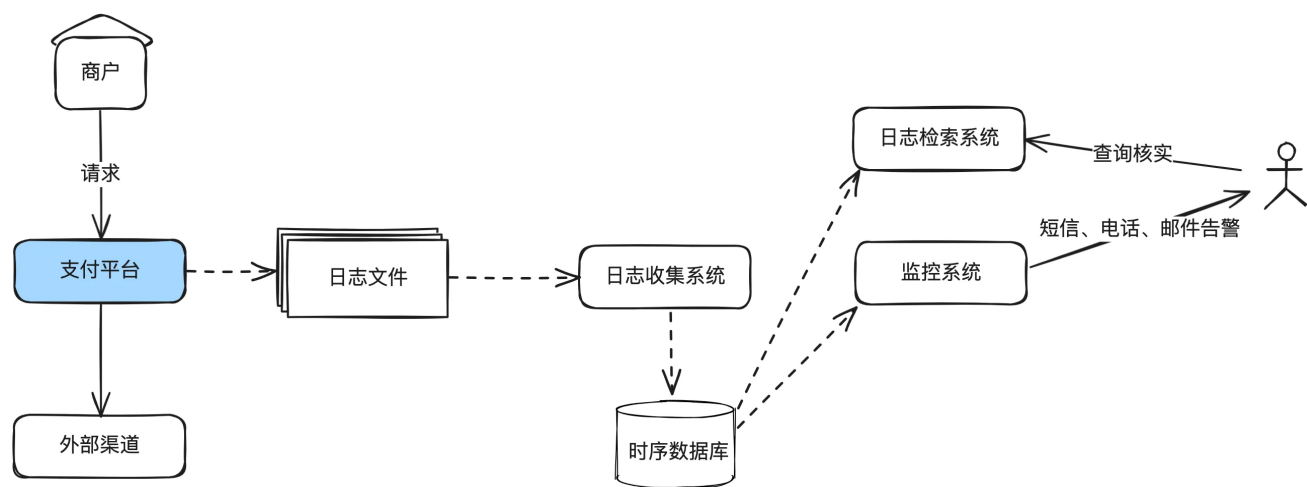 商户
请求
支付平台
外部渠道
日志文件
日志收集系统
时序数据库
日志检索系统
监控系统
查询核实
短信、电话、邮件告警